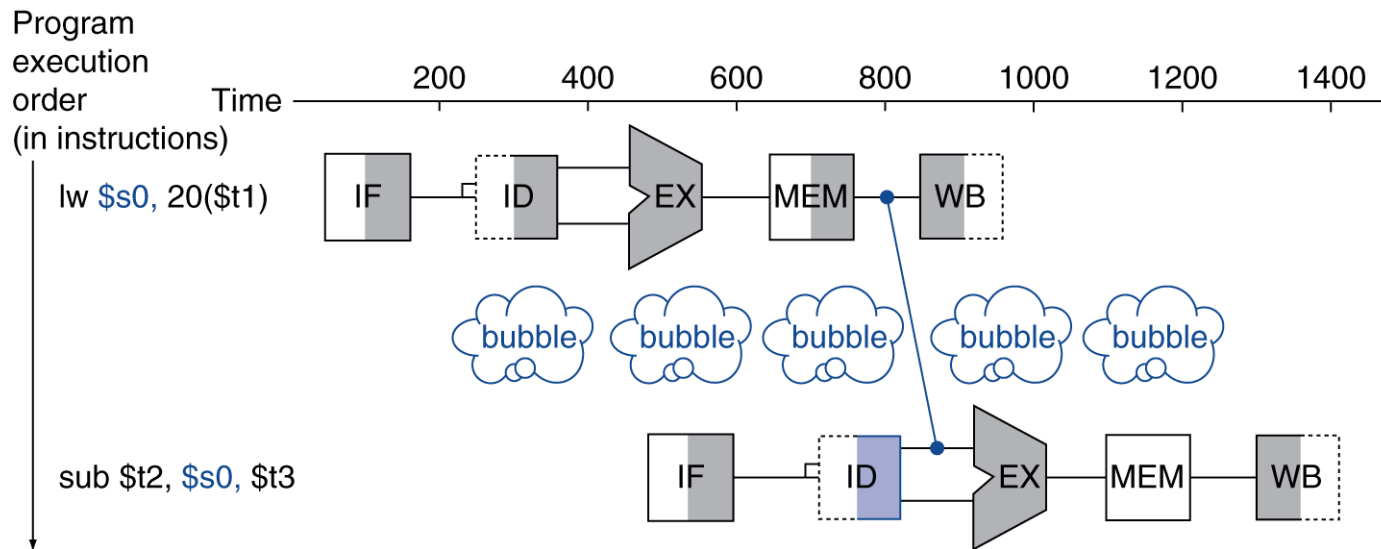 Program
execution
order
(in instructions)
Time
200 400 600 800 1000 1200 1400
lw $s0, 20($t1)
IF ID EX MEM WB
bubble bubble bubble bubble bubble
sub $t2, $s0, $t3
IF ID EX MEM WB